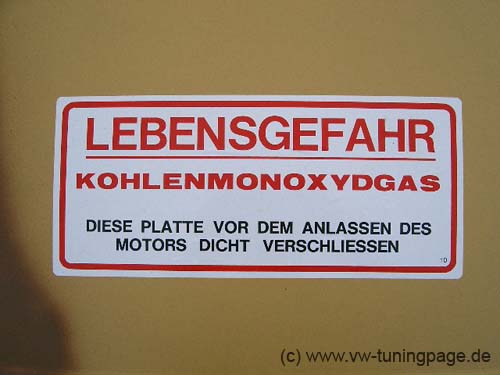 LEBENSGEFAHR
KOHLENMONOXYDGAS
DIESE PLATTE VOR DEM ANLASSEN DES
MOTORS DICHT VERSCHLIESSEN
(c) www.vw-tuningpage.de